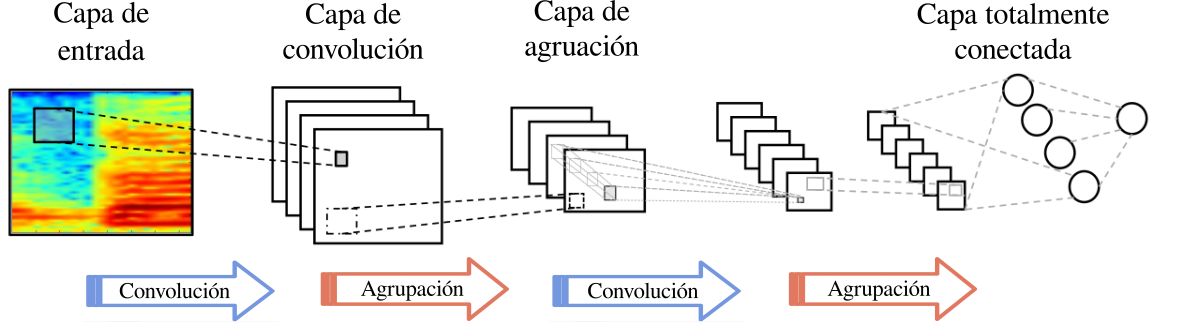 Capa de
entrada
Capa de
convolución
Capa de
agruación
Capa totalmente
conectada
Convolución
Agrupación
Convolución
Agrupación